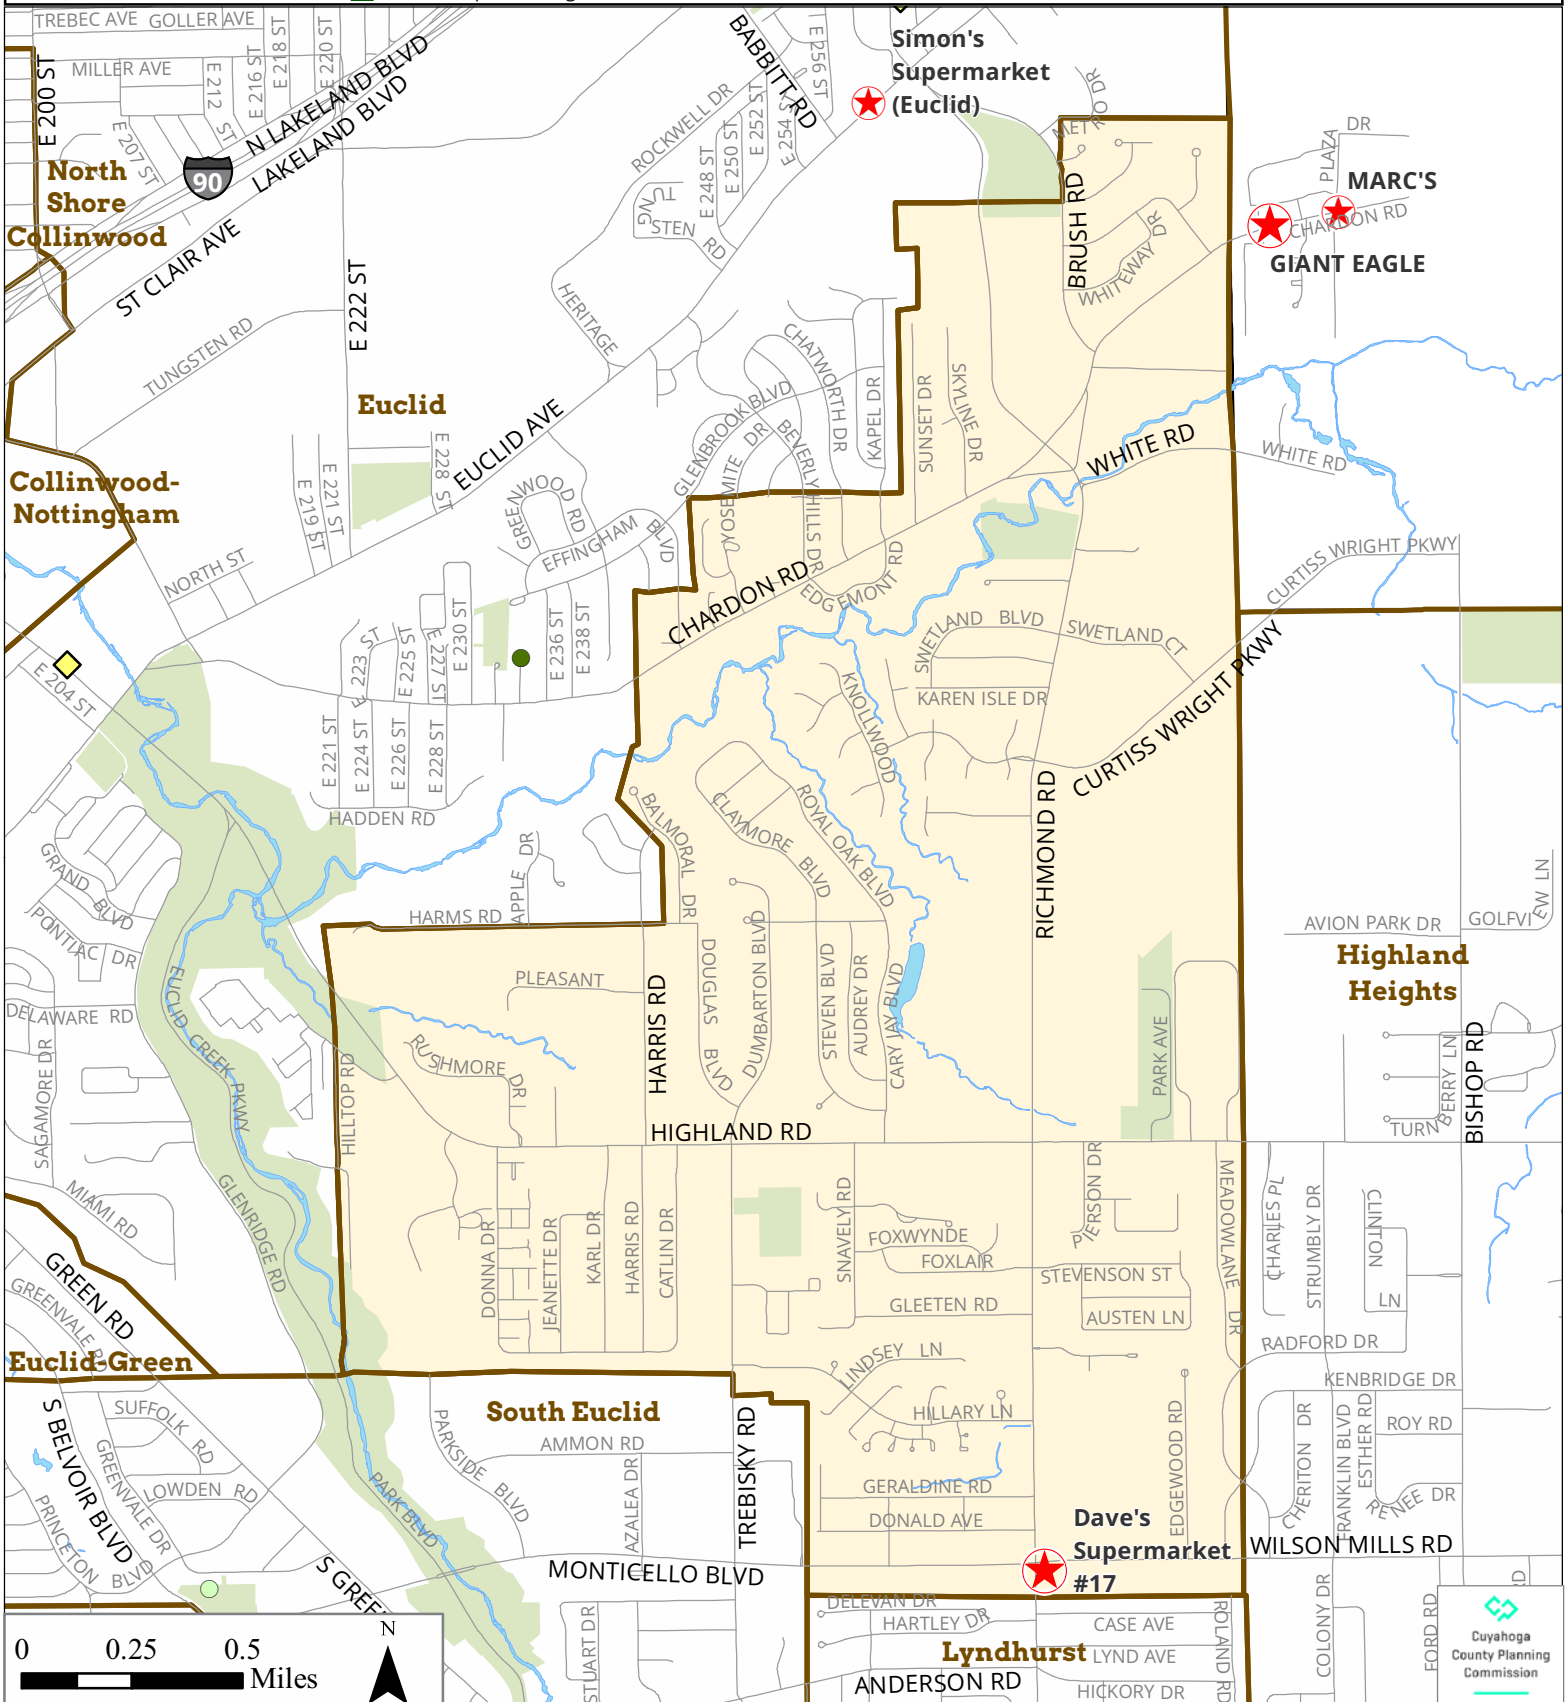 TREBEC AVE
GOLLER AVE
MILLER AVE
E 200 ST
E 212 ST
E 216 ST
E 218 ST
E 220 ST
E 207 ST
N LAKELAND BLVD
LAKELAND BLVD
90
North
Shore
Collinwood
ST CLAIR AVE
E 222 ST
TUNGSTEN RD
BABBITT RD
E 256 ST
E 254 S
E 252 ST
E 250 ST
E 248 ST
ROCKWELL DR
TUNGSTEN RD
HERITAGE
Simon's
Supermarket
(Euclid)
METRO DR
BRUSH RD
WHITEWAY DR
PLAZA DR
MARC'S
CHARDON RD
GIANT EAGLE
Euclid
EUCLID AVE
E 228 ST
E 221 ST
E 219 ST
GREENWOOD RD
EFFINGHAM BLVD
GLENBROOK BLVD
YOSEMITE DR
BEVERLY HILLS DR
CHATWORTH DR
KAPEL DR
SUNSET DR
SKYLINE DR
WHITE RD
WHITE RD
Collinwood-
Nottingham
NORTH ST
E 204 ST
E 223 ST
E 225 ST
E 227 ST
E 230 ST
E 236 ST
E 238 ST
CHARDON RD
EDGEMONT RD
SWETLAND BLVD
SWETLAND CT
KAREN ISLE DR
KNOLLWOOD
CURTISS WRIGHT PKWY
CURTISS WRIGHT PKWY
E 221 ST
E 224 ST
E 226 ST
E 228 ST
HADDEN RD
APPLE DR
HARMS RD
BALMORAL DR
CLAYMORE BLVD
ROYAL OAK BLVD
RICHMOND RD
GRAND BLVD
PONTIAC DR
DELAWARE RD
SAGAMORE DR
EUCLID CREEK PKWY
PLEASANT
RUSHMORE DR
HILLTOP RD
HARRIS RD
DOUGLAS BLVD
DUMBARTON BLVD
STEVEN BLVD
AUDREY DR
CARY JAY BLVD
PARK AVE
AVION PARK DR
GOLFVIEW LN
Highland
Heights
BERRY LN
TURN
BISHOP RD
HIGHLAND RD
MIAMI RD
GLENRIDGE RD
GREEN RD
GREENVALE R
Euclid-Green
DONNA DR
JEANETTE DR
KARL DR
HARRIS RD
CATLIN DR
SNAVELY RD
FOXWYNDE
FOXLAIR
GLEETEN RD
PIERSON DR
STEVENSON ST
AUSTEN LN
MEADOWLANE DR
CHARLES PL
STRUMBLY DR
CLINTON
LN
RADFORD DR
KENBRIDGE DR
ROY RD
RENEE DR
ESTHER RD
FRANKLIN BLVD
CHERITON DR
LINDSEY LN
HILLARY LN
GERALDINE RD
DONALD AVE
EDGEWOOD RD
South Euclid
AMMON RD
PARKSIDE BLVD
AZALEA DR
TREBISKY RD
SUFFOLK RD
LOWDEN RD
GREENVALE DR
S BELVOIR BLVD
PRINCETON BLVD
PARK BLVD
S GREE
MONTICELLO BLVD
Dave's
Supermarket
#17
WILSON MILLS RD
DELEVAN DR
HARTLEY DR
CASE AVE
LYND AVE
Lyndhurst
ANDERSON RD
HICKORY DR
ROLAND RD
COLONY DR
FORD RD
RD
STUART DR
0 0.25 0.5
Miles
N
Cuyahoga
County Planning
Commission